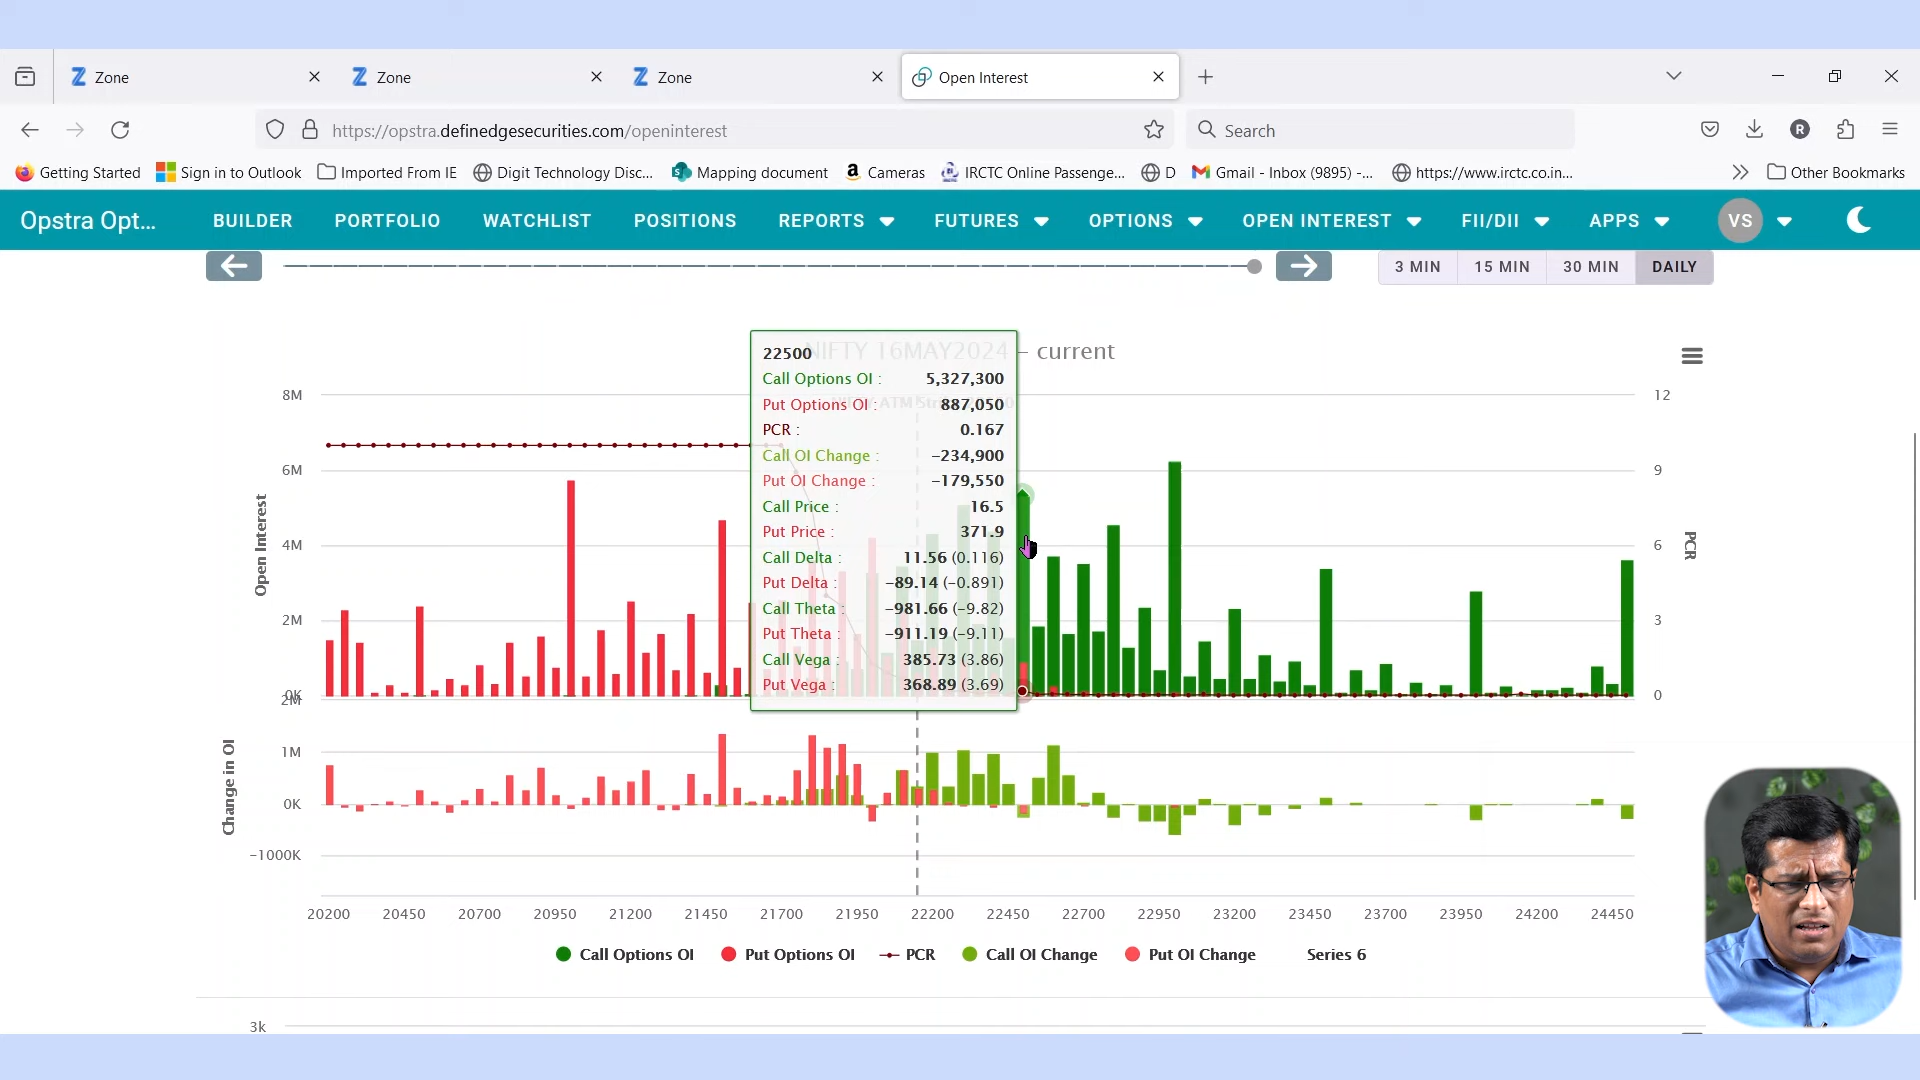 Zone
Zone
Zone
Open Interest
https://opstra.definedgesecurities.com/openinterest
Search
R
Getting Started
Sign in to Outlook
Imported From IE
Digit Technology Disc...
Mapping document
Cameras
IRCTC Online Passenge...
D
Gmail - Inbox (9895) -...
https://www.irctc.co.in...
Other Bookmarks
Opstra Opt...
BUILDER
PORTFOLIO
WATCHLIST
POSITIONS
REPORTS
FUTURES
OPTIONS
OPEN INTEREST
FII/DII
APPS
VS
3 MIN
15 MIN
30 MIN
DAILY
NIFTY 16MAY2024 – current
22500
Call Options OI : 5,327,300
Put Options OI : 887,050
PCR : 0.167
Call OI Change : −234,900
Put OI Change : −179,550
Call Price : 16.5
Put Price : 371.9
Call Delta : 11.56 (0.116)
Put Delta : −89.14 (−0.891)
Call Theta : −981.66 (−9.82)
Put Theta : −911.19 (−9.11)
Call Vega : 385.73 (3.86)
Put Vega : 368.89 (3.69)
8M
6M
4M
2M
0K
Open Interest
12
9
6
3
0
PCR
2M
1M
0K
−1000K
Change in OI
20200 20450 20700 20950 21200 21450 21700 21950 22200 22450 22700 22950 23200 23450 23700 23950 24200 24450
Call Options OI
Put Options OI
PCR
Call OI Change
Put OI Change
Series 6
3k